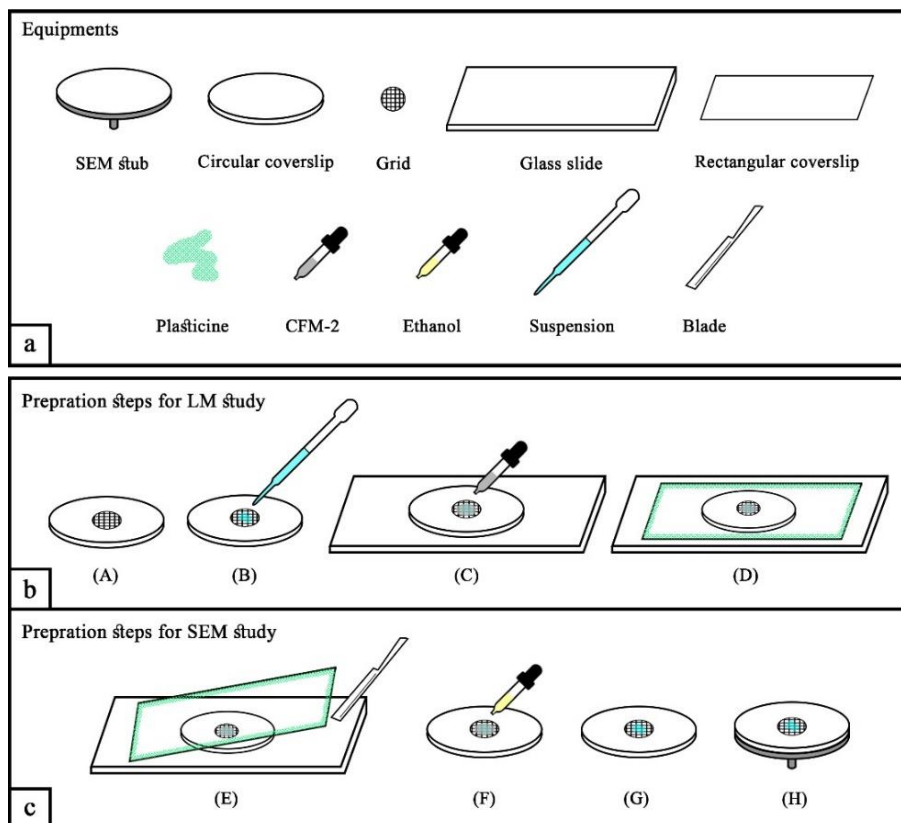 Equipments
SEM stub Circular coverslip Grid Glass slide Rectangular coverslip
Plasticine CFM-2 Ethanol Suspension Blade
a
Prepration steps for LM study
(A) (B) (C) (D)
b
Prepration steps for SEM study
(E) (F) (G) (H)
c